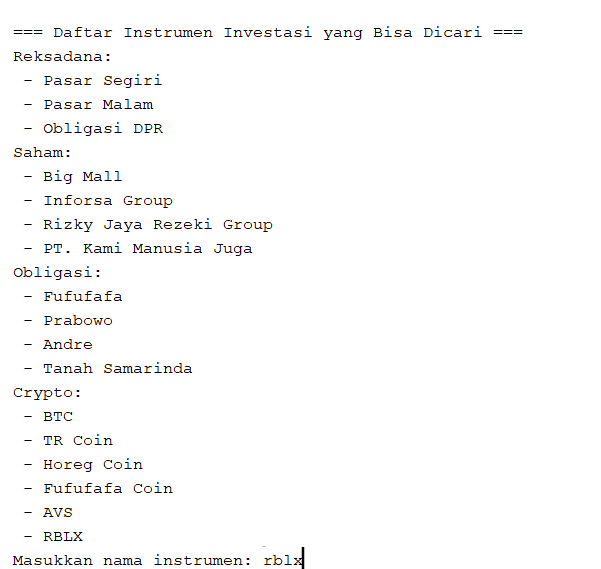 === Daftar Instrumen Investasi yang Bisa Dicari ===
Reksadana:
- Pasar Segiri
- Pasar Malam
- Obligasi DPR
Saham:
- Big Mall
- Inforsa Group
- Rizky Jaya Rezeki Group
- PT. Kami Manusia Juga
Obligasi:
- Fufufafa
- Prabowo
- Andre
- Tanah Samarinda
Crypto:
- BTC
- TR Coin
- Horeg Coin
- Fufufafa Coin
- AVS
- RBLX
Masukkan nama instrumen: rblx